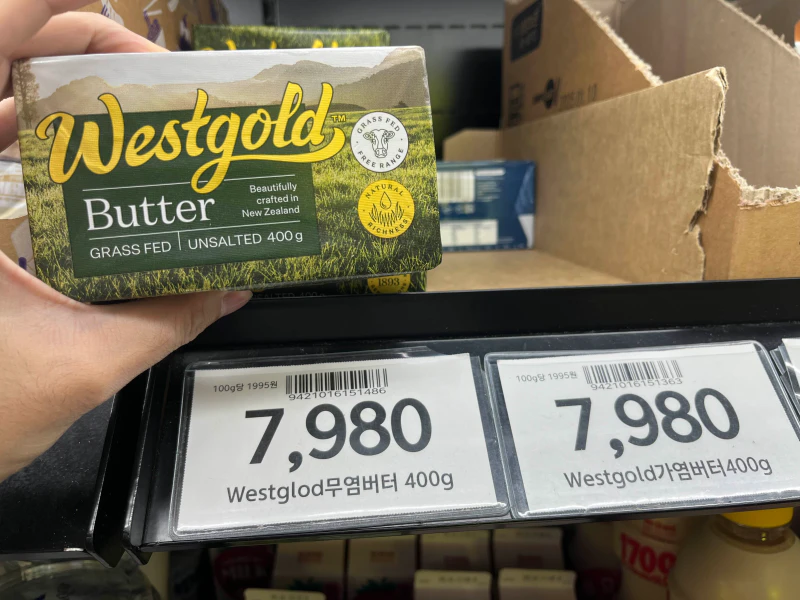 Westgold™
Butter
Beautifully
crafted in
New Zealand
GRASS FED | UNSALTED 400g
GRASS FED
FREE RANGE
NATURAL
RICHNESS
1893
100g당 1995원
9421016151486
7,980
Westglod무염버터 400g
100g당 1995원
9421016151363
7,980
Westgold가염버터400g
1700